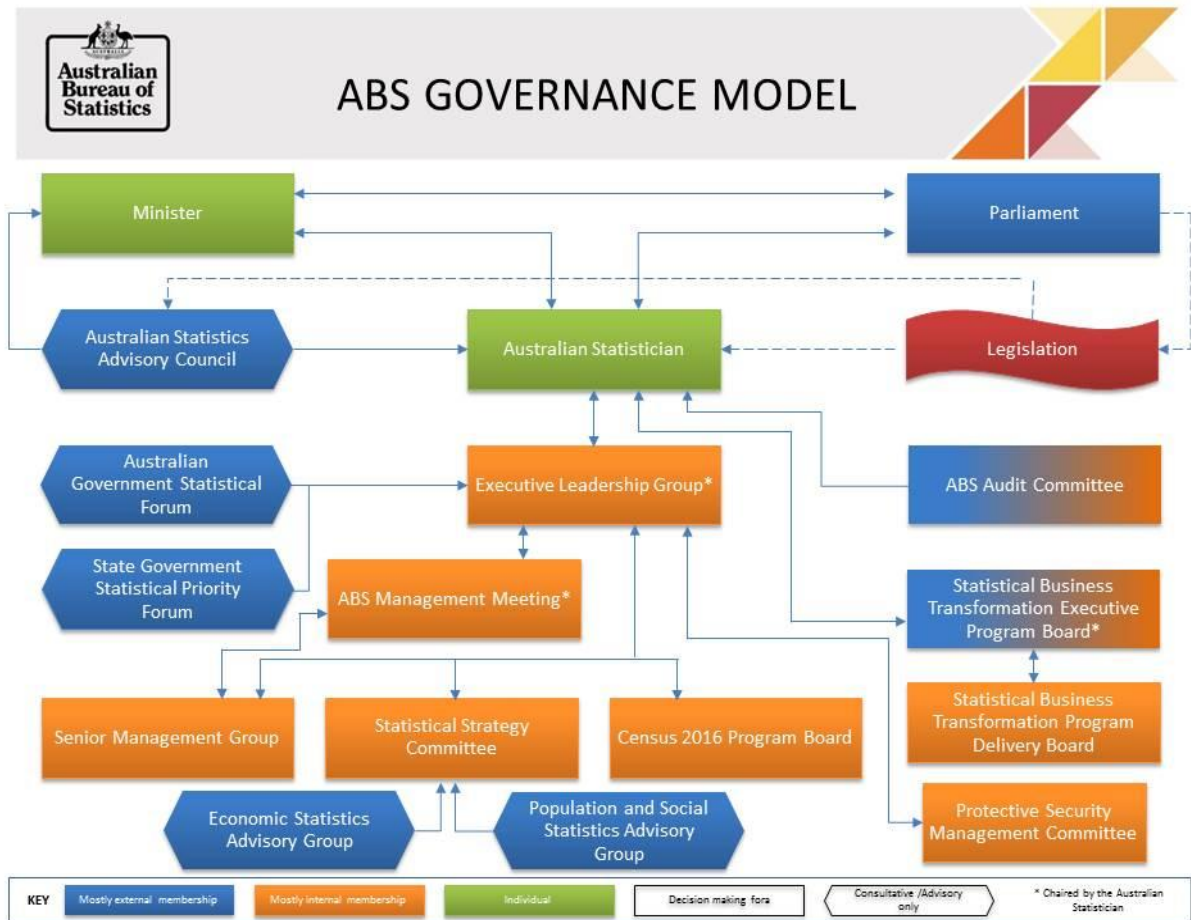 Australian
Bureau of
Statistics
ABS GOVERNANCE MODEL
Minister
Parliament
Australian Statistics
Advisory Council
Australian Statistician
Legislation
Australian
Government Statistical
Forum
Executive Leadership Group*
ABS Audit Committee
State Government
Statistical Priority
Forum
ABS Management Meeting*
Statistical Business
Transformation Executive
Program Board*
Senior Management Group
Statistical Strategy
Committee
Census 2016 Program Board
Statistical Business
Transformation Program
Delivery Board
Economic Statistics
Advisory Group
Population and Social
Statistics Advisory
Group
Protective Security
Management Committee
KEY
Mostly external membership
Mostly internal membership
Individual
Decision making fora
Consultative /Advisory
only
* Chaired by the Australian
Statistician